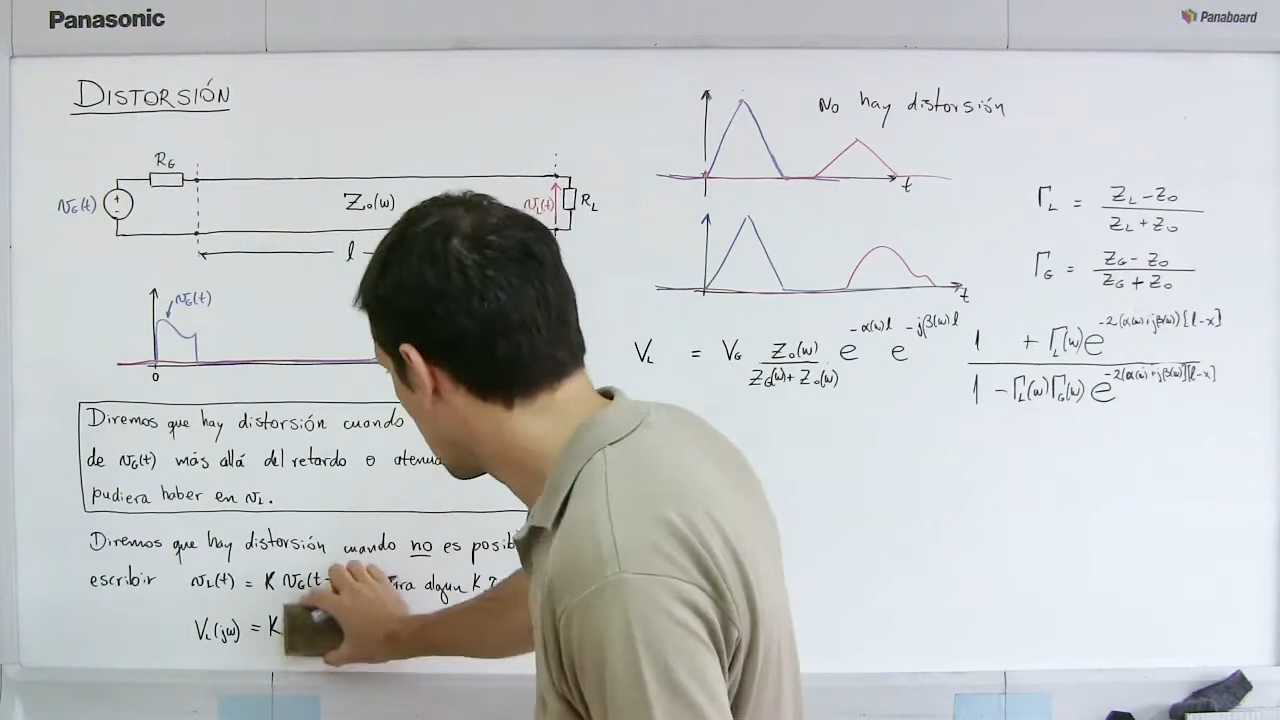 Panasonic
Panaboard
DISTORSIÓN
R_G
v_G(t)
Z_0(w)
v_L(t)
R_L
l
v_G(t)
0
Diremos que hay distorsión cuando
de v_G(t) más allá del retardo o
pudiera haber en v_L.
Diremos que hay distorsión cuando no es
escribir v_L(t) = K v_G(t- algun K
V_L(jω) = K
No hay distorsión
t
t
Γ_L = (Z_L - Z_0)/(Z_L + Z_0)
Γ_G = (Z_G - Z_0)/(Z_G + Z_0)
V_L = V_G Z_0(ω)/(Z_G(ω) + Z_0(ω)) e^{-α(ω)l} e^{-jβ(ω)l} (1 + Γ_L(ω)e^{-2(α(ω)+jβ(ω))[l-x]})/(1 - Γ_L(ω)Γ_G(ω)e^{-2(α(ω)+jβ(ω))[l-x]})